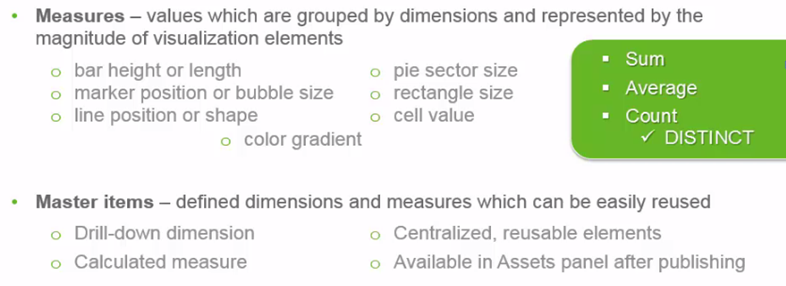 • Measures – values which are grouped by dimensions and represented by the
magnitude of visualization elements
o bar height or length
o pie sector size
o marker position or bubble size
o rectangle size
o line position or shape
o cell value
o color gradient
▪ Sum
▪ Average
▪ Count
✓ DISTINCT
• Master items – defined dimensions and measures which can be easily reused
o Drill-down dimension
o Centralized, reusable elements
o Calculated measure
o Available in Assets panel after publishing